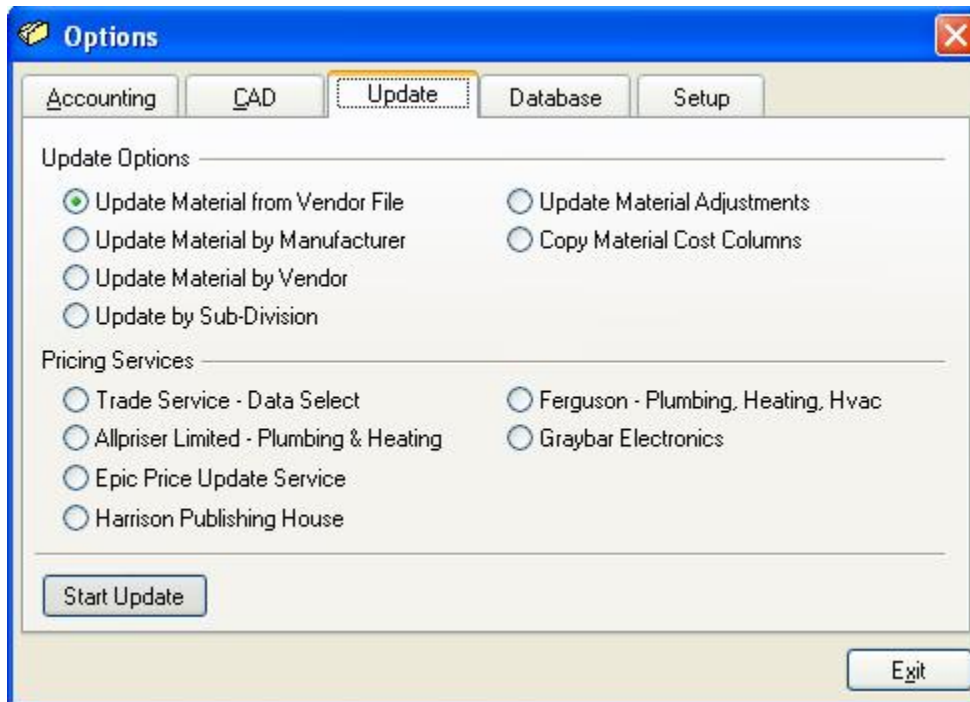 Options
Accounting CAD Update Database Setup
Update Options
Update Material from Vendor File Update Material Adjustments
Update Material by Manufacturer Copy Material Cost Columns
Update Material by Vendor
Update by Sub-Division
Pricing Services
Trade Service - Data Select Ferguson - Plumbing, Heating, Hvac
Allpriser Limited - Plumbing & Heating Graybar Electronics
Epic Price Update Service
Harrison Publishing House
Start Update
Exit